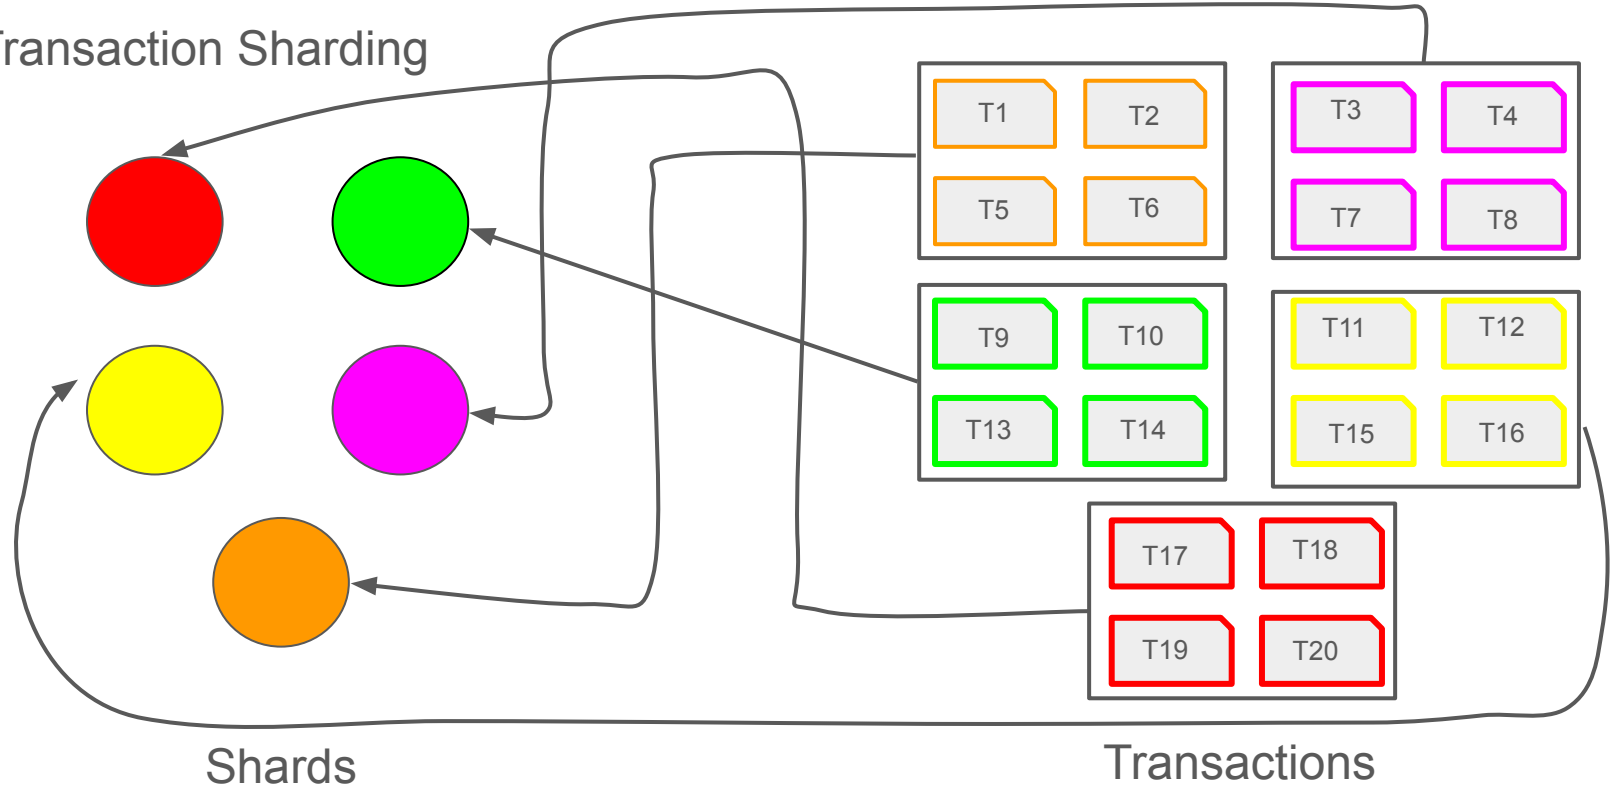 Transaction Sharding
T1
T2
T5
T6
T3
T4
T7
T8
T9
T10
T13
T14
T11
T12
T15
T16
T17
T18
T19
T20
Shards
Transactions